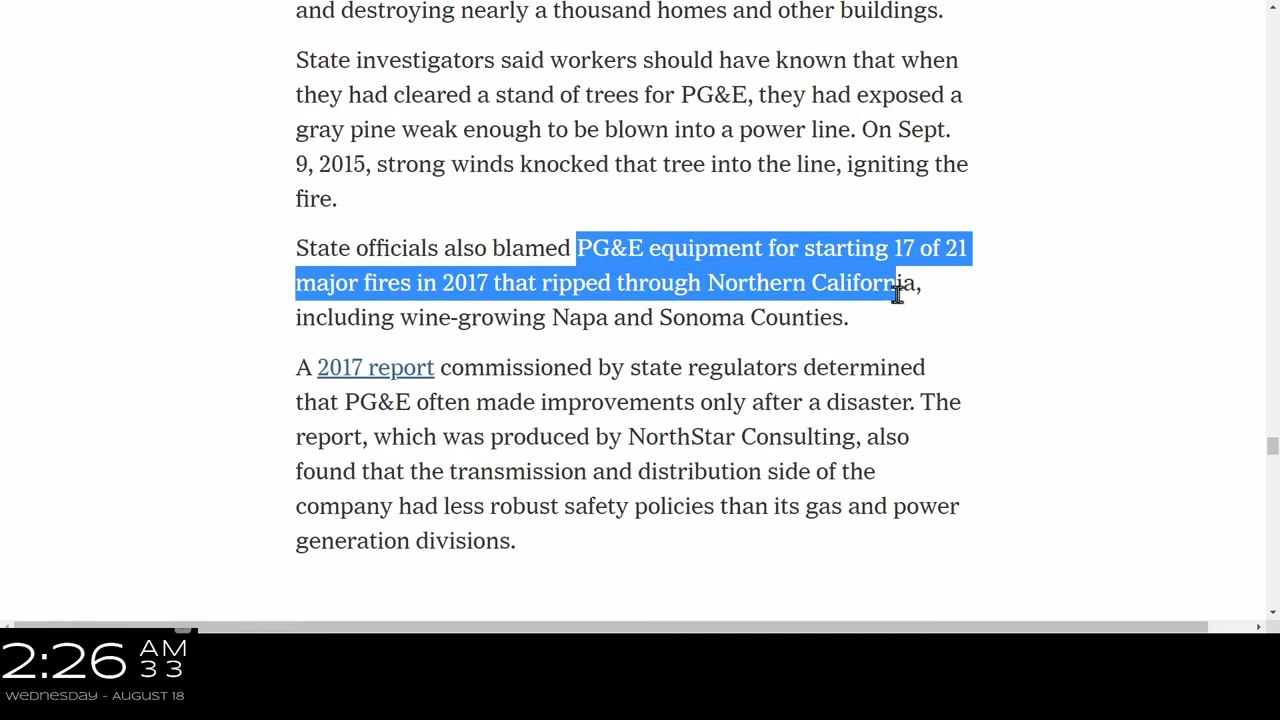 and destroying nearly a thousand homes and other buildings.
State investigators said workers should have known that when
they had cleared a stand of trees for PG&E, they had exposed a
gray pine weak enough to be blown into a power line. On Sept.
9, 2015, strong winds knocked that tree into the line, igniting the
fire.
State officials also blamed PG&E equipment for starting 17 of 21
major fires in 2017 that ripped through Northern California,
including wine-growing Napa and Sonoma Counties.
A 2017 report commissioned by state regulators determined
that PG&E often made improvements only after a disaster. The
report, which was produced by NorthStar Consulting, also
found that the transmission and distribution side of the
company had less robust safety policies than its gas and power
generation divisions.
2:26 AM 33
WEDNESDAY - AUGUST 18